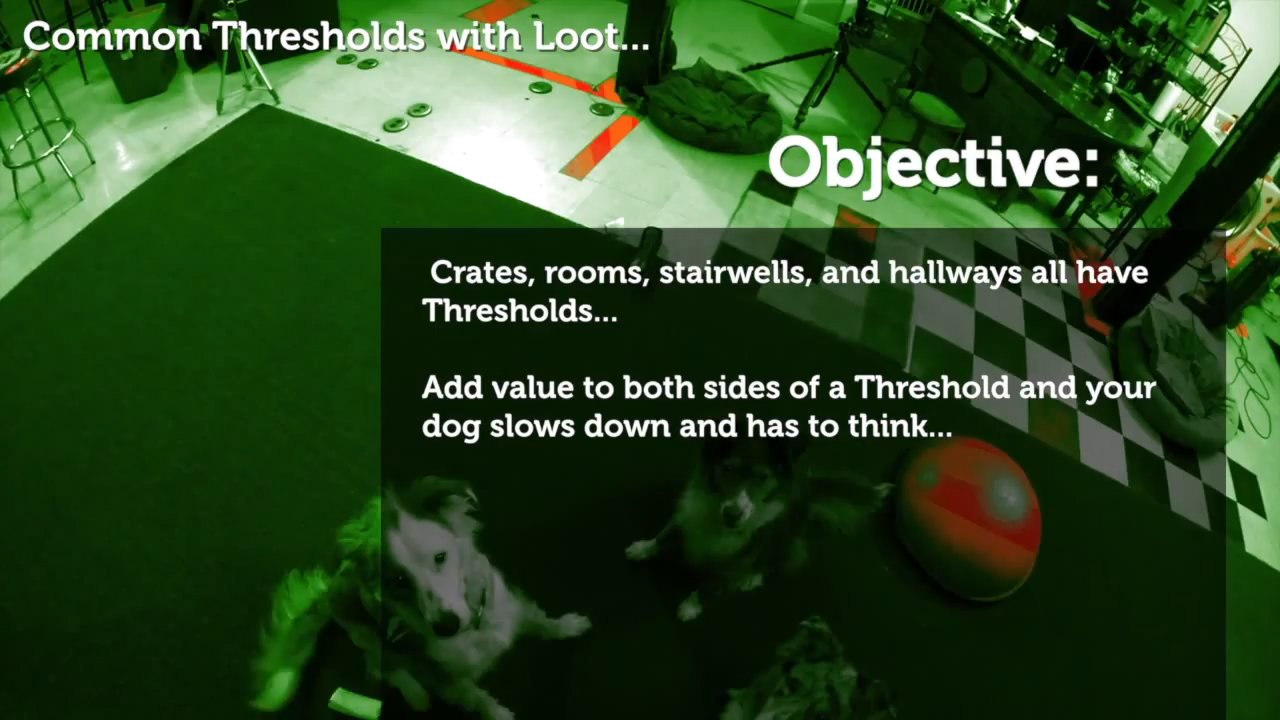 Common Thresholds with Loot...
Objective:
Crates, rooms, stairwells, and hallways all have
Thresholds...
Add value to both sides of a Threshold and your
dog slows down and has to think...